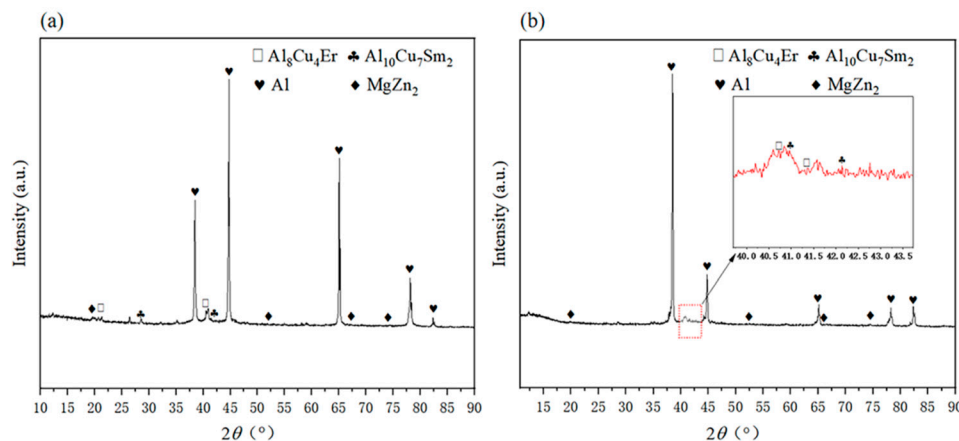 (a)
□ Al₈Cu₄Er ♣ Al₁₀Cu₇Sm₂
♥ Al ♦ MgZn₂
Intensity (a.u.)
10 15 20 25 30 35 40 45 50 55 60 65 70 75 80 85 90
2θ (°)
(b)
□ Al₈Cu₄Er ♣ Al₁₀Cu₇Sm₂
♥ Al ♦ MgZn₂
40.0 40.5 41.0 41.5 42.0 42.5 43.0 43.5
Intensity (a.u.)
15 20 25 30 35 40 45 50 55 60 65 70 75 80 85 90
2θ (°)